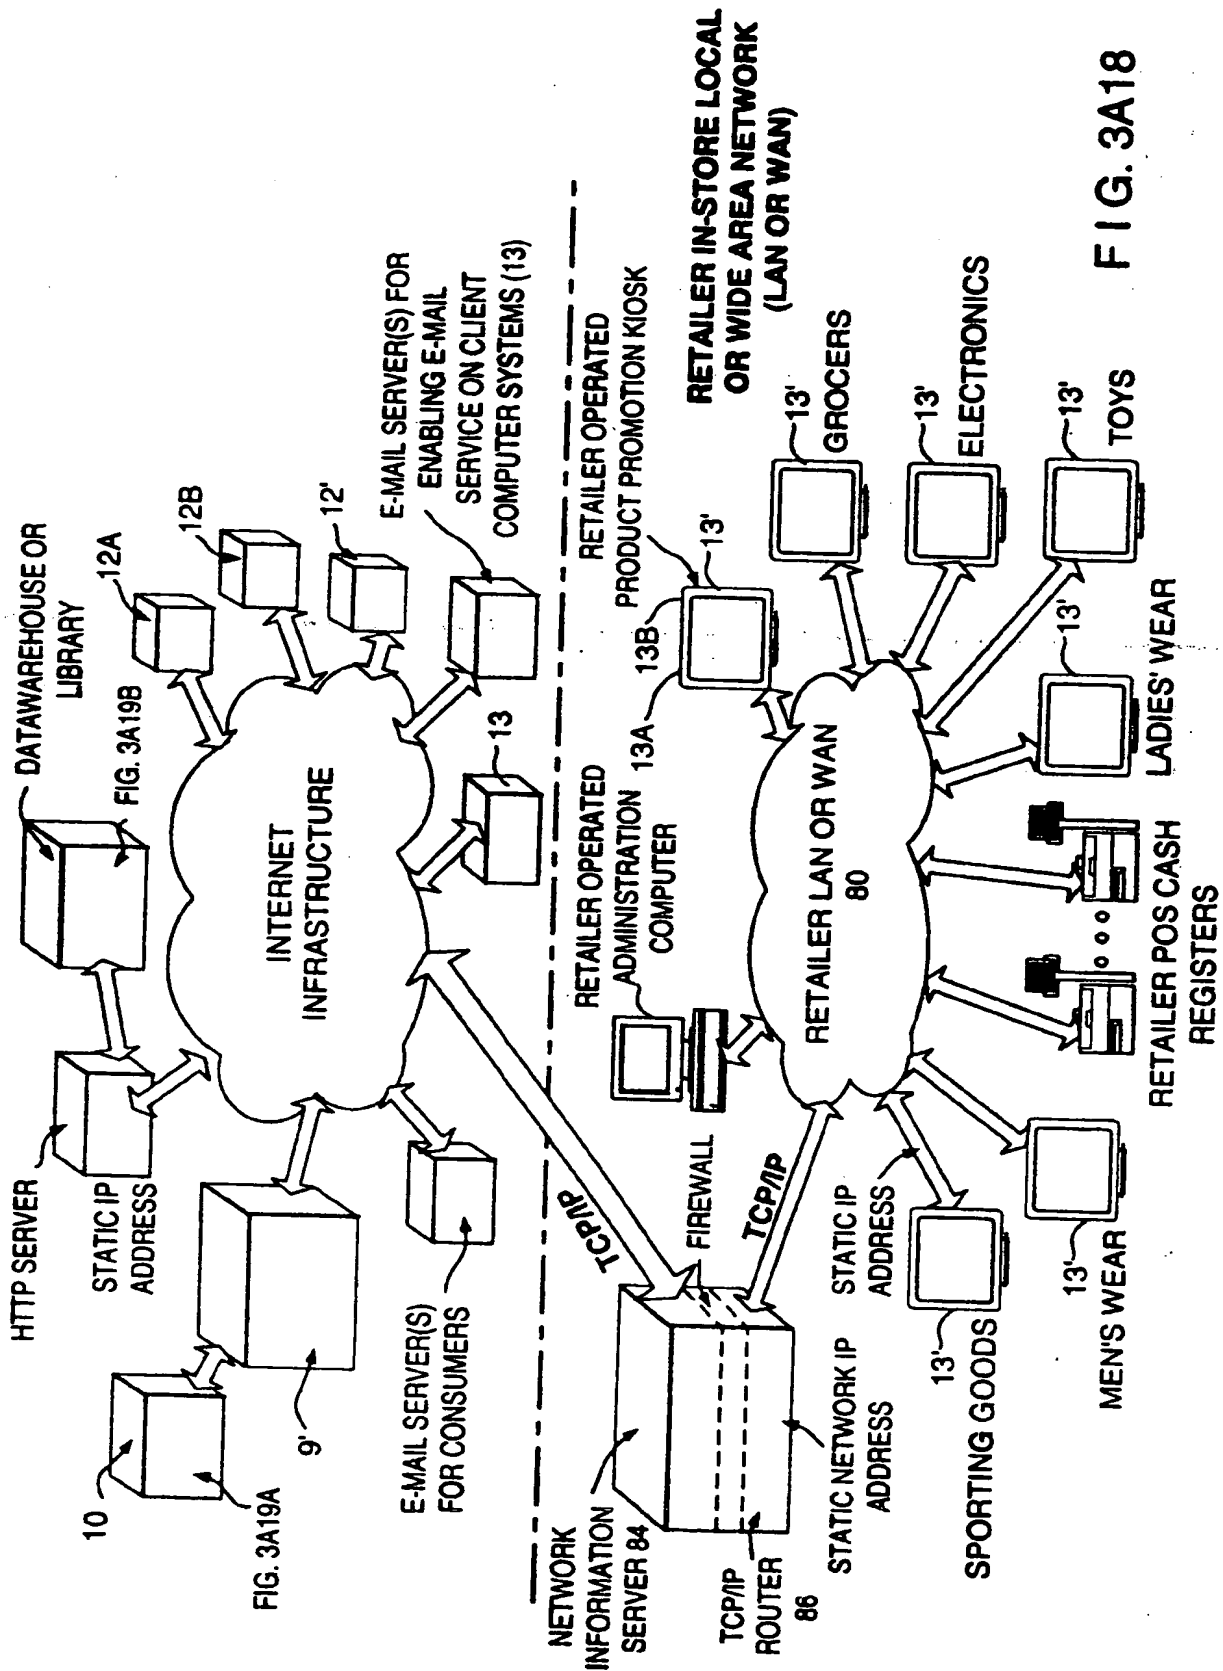 DATAWAREHOUSE OR
LIBRARY
FIG. 3A19B
HTTP SERVER
STATIC IP
ADDRESS
10
FIG. 3A19A
9'
12A
12B
12'
INTERNET
INFRASTRUCTURE
E-MAIL SERVER(S) FOR
ENABLING E-MAIL
SERVICE ON CLIENT
COMPUTER SYSTEMS (13)
13
E-MAIL SERVER(S)
FOR CONSUMERS
TCP/IP
NETWORK
INFORMATION
SERVER 84
FIREWALL
TCP/IP
ROUTER
86
STATIC NETWORK IP
ADDRESS
TCP/IP
RETAILER OPERATED
ADMINISTRATION
COMPUTER
RETAILER OPERATED
PRODUCT PROMOTION KIOSK
13A
13B
13'
RETAILER IN-STORE LOCAL
OR WIDE AREA NETWORK
(LAN OR WAN)
RETAILER LAN OR WAN
80
13'
GROCERS
13'
ELECTRONICS
13'
TOYS
13'
LADIES' WEAR
RETAILER POS CASH
REGISTERS
STATIC IP
ADDRESS
13'
SPORTING GOODS
13'
MEN'S WEAR
FIG. 3A18